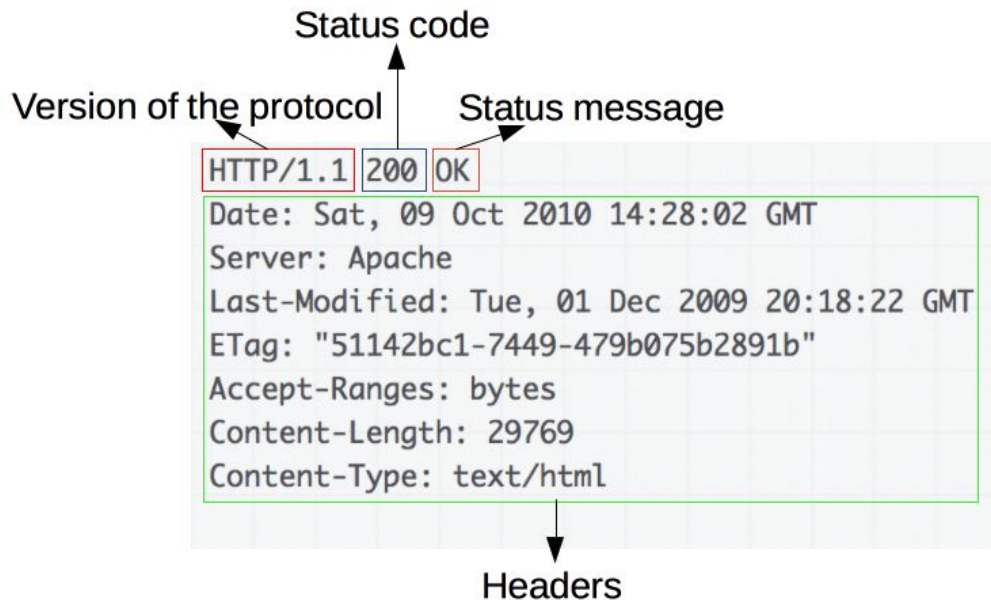 Status code
Version of the protocol
Status message
HTTP/1.1 200 OK
Date: Sat, 09 Oct 2010 14:28:02 GMT
Server: Apache
Last-Modified: Tue, 01 Dec 2009 20:18:22 GMT
ETag: "51142bc1-7449-479b075b2891b"
Accept-Ranges: bytes
Content-Length: 29769
Content-Type: text/html
Headers